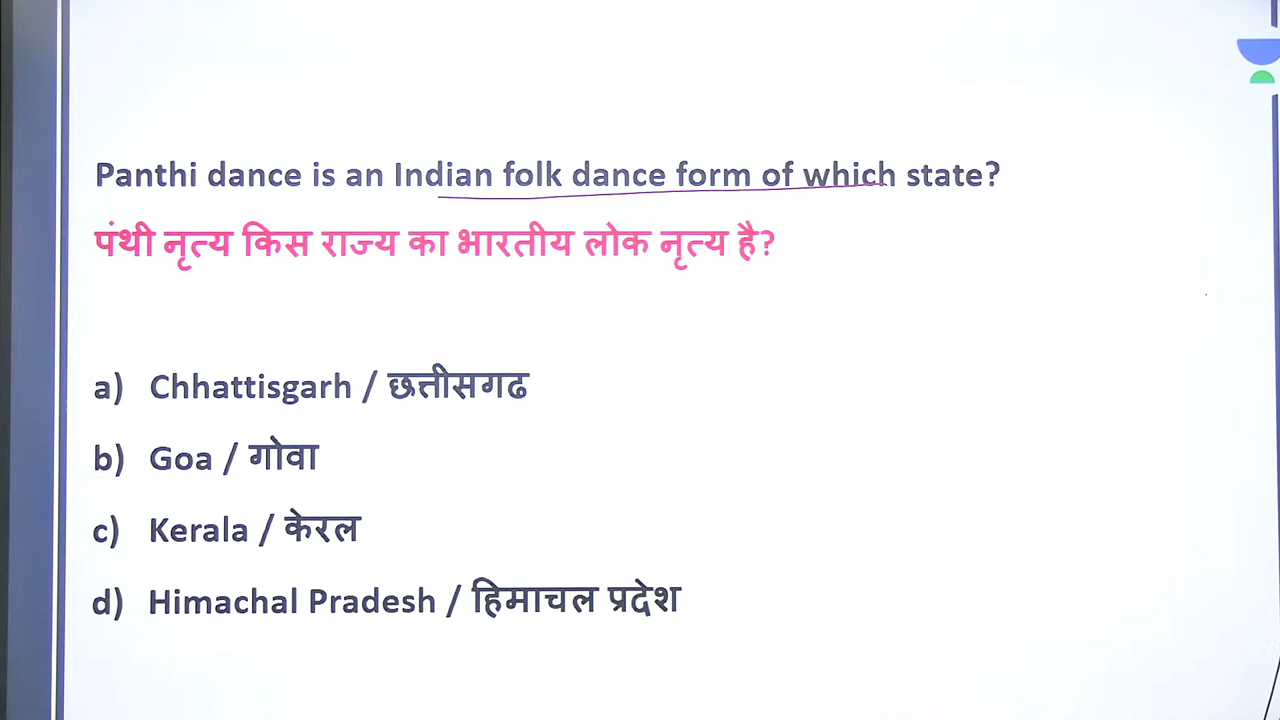 Panthi dance is an Indian folk dance form of which state?
पंथी नृत्य किस राज्य का भारतीय लोक नृत्य है?
a) Chhattisgarh / छत्तीसगढ
b) Goa / गोवा
c) Kerala / केरल
d) Himachal Pradesh / हिमाचल प्रदेश